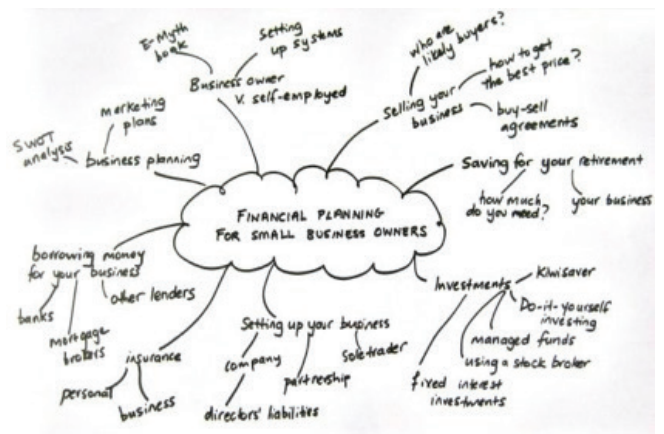 FINANCIAL PLANNING
FOR SMALL BUSINESS OWNERS
Business owner
V. self-employed
E-Myth
book
Setting
up systems
Selling your
business
who are
likely buyers?
how to get
the best price?
buy-sell
agreements
Saving for your retirement
how much
do you need?
your business
Investments
Kiwisaver
Do-it-yourself
investing
managed funds
using a stock broker
fixed interest
investments
Setting up your business
company
directors' liabilities
partnership
sole trader
insurance
personal
business
borrowing money
for your business
banks
mortgage
brokers
other lenders
business planning
marketing
plans
SWOT
analysis